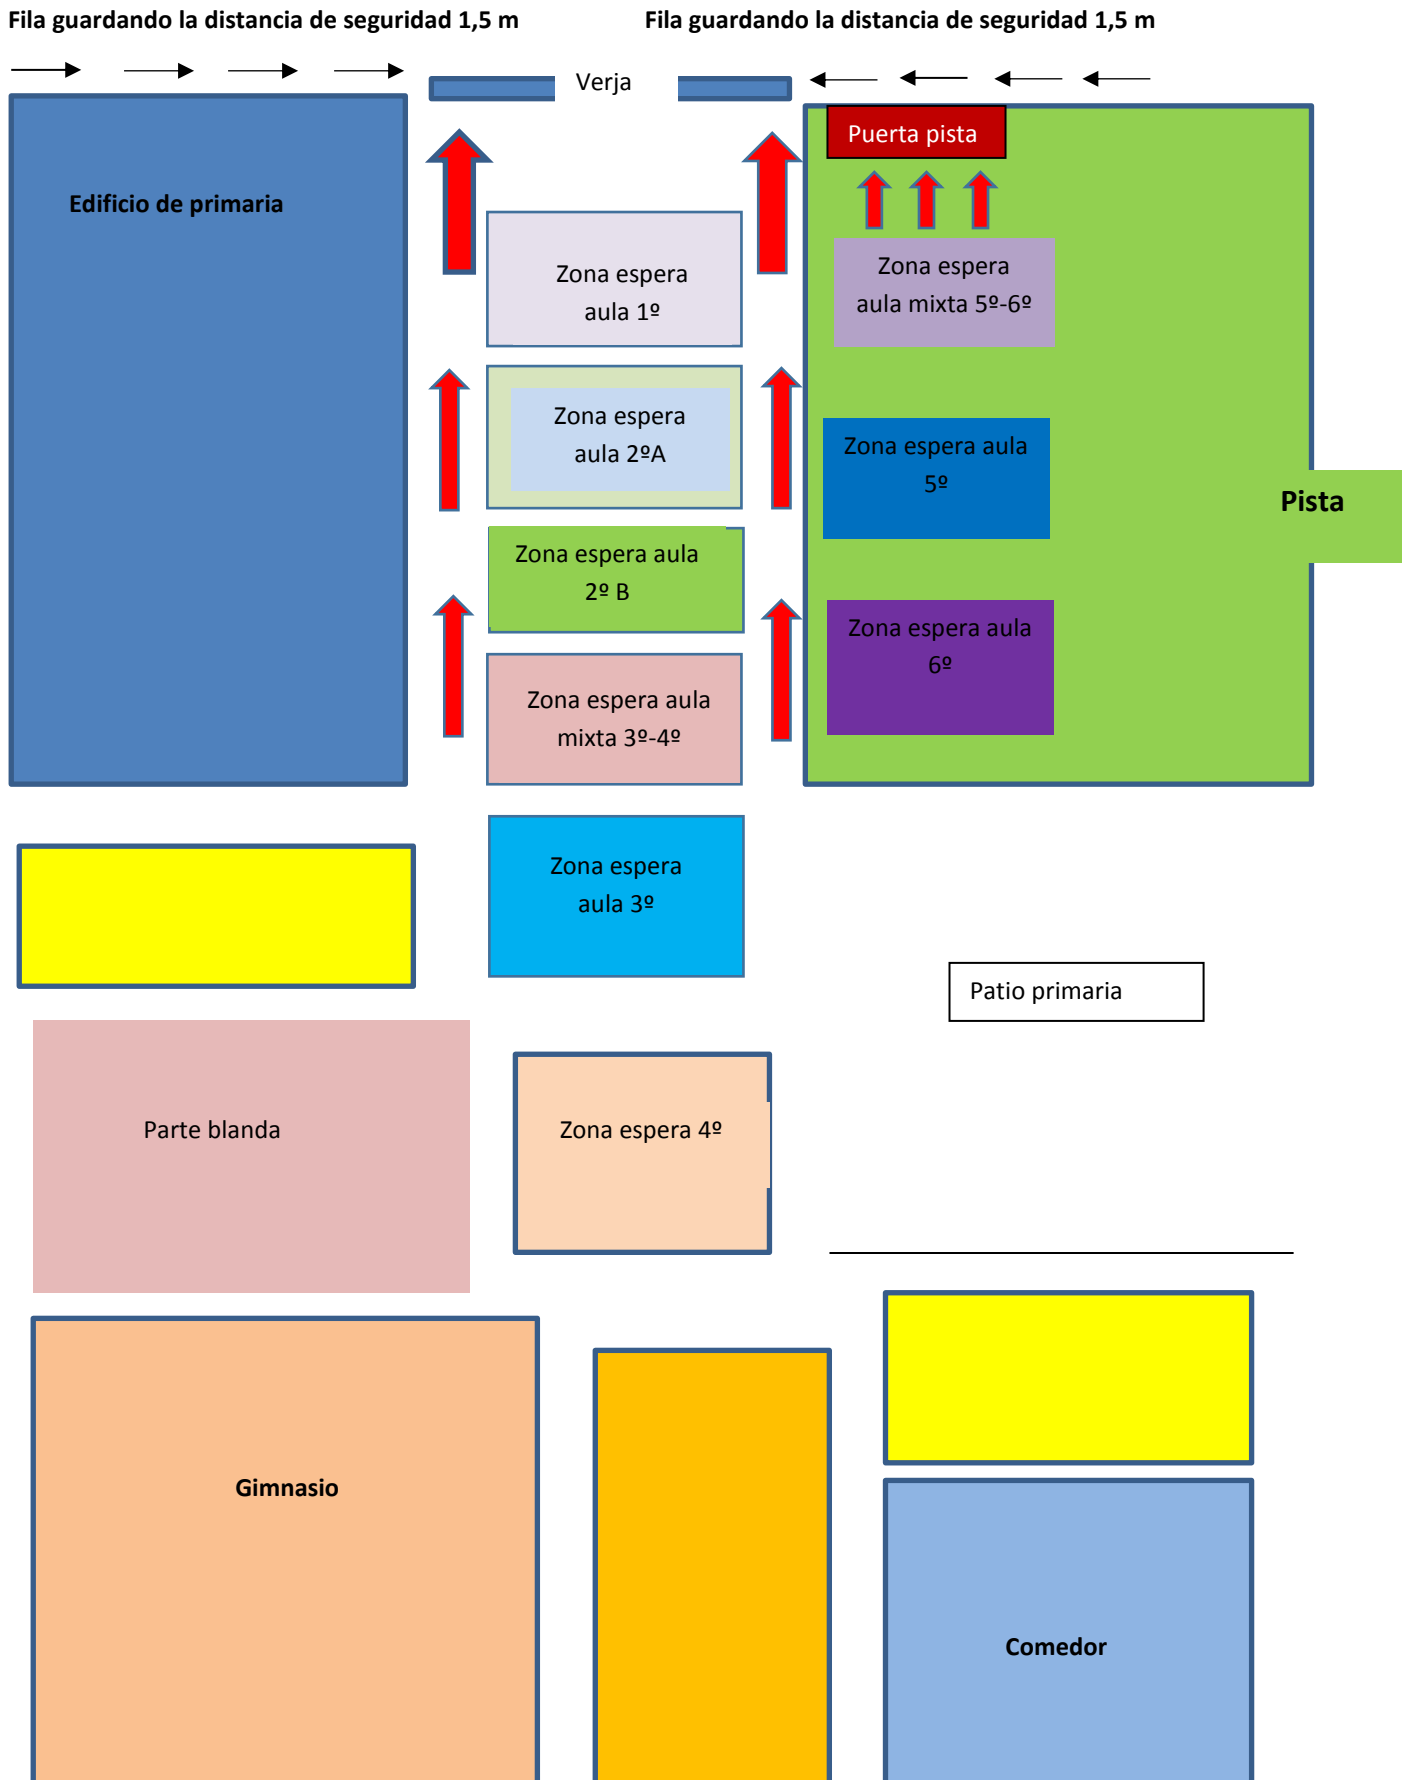 Fila guardando la distancia de seguridad 1,5 m
Fila guardando la distancia de seguridad 1,5 m
Verja
Puerta pista
Edificio de primaria
Zona espera
aula 1º
Zona espera
aula mixta 5º-6º
Zona espera
aula 2ºA
Zona espera aula
5º
Pista
Zona espera aula
2º B
Zona espera aula
6º
Zona espera aula
mixta 3º-4º
Zona espera
aula 3º
Patio primaria
Parte blanda
Zona espera 4º
Gimnasio
Comedor